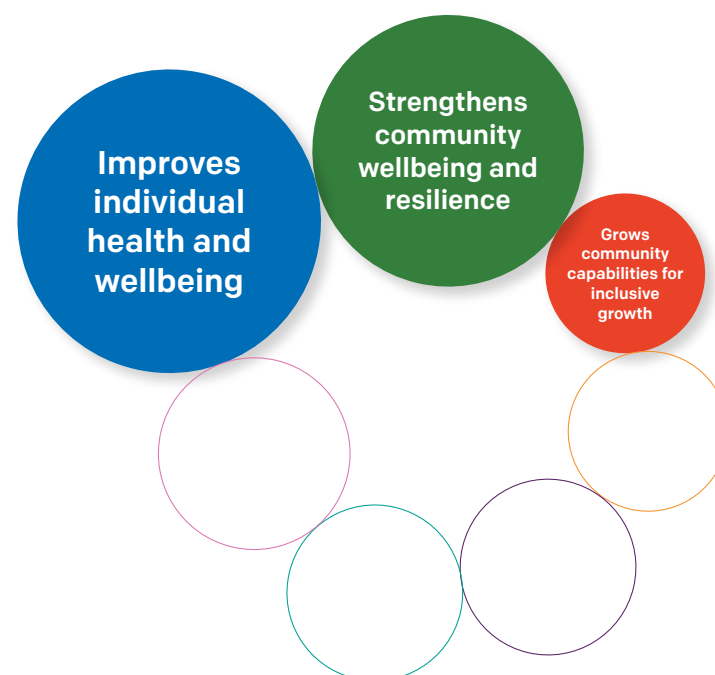 Improves
individual
health and
wellbeing
Strengthens
community
wellbeing and
resilience
Grows
community
capabilities for
inclusive
growth